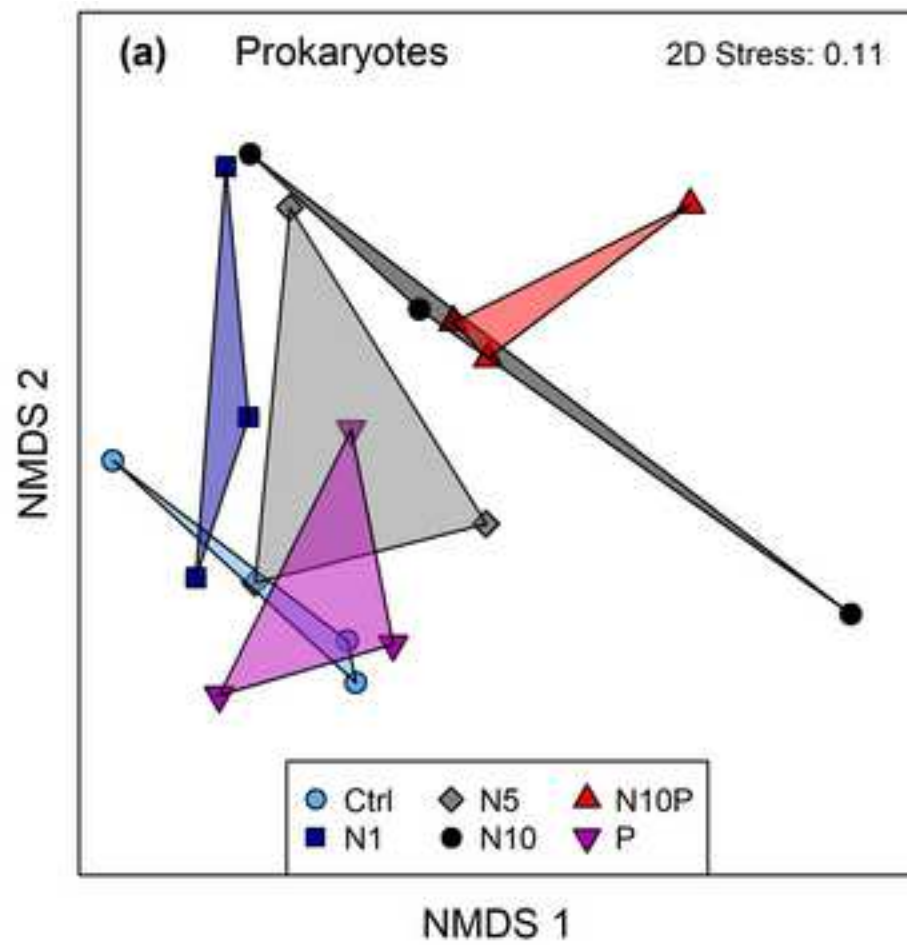 (a) Prokaryotes 2D Stress: 0.11
NMDS 2
Ctrl N5 N10P
N1 N10 P
NMDS 1